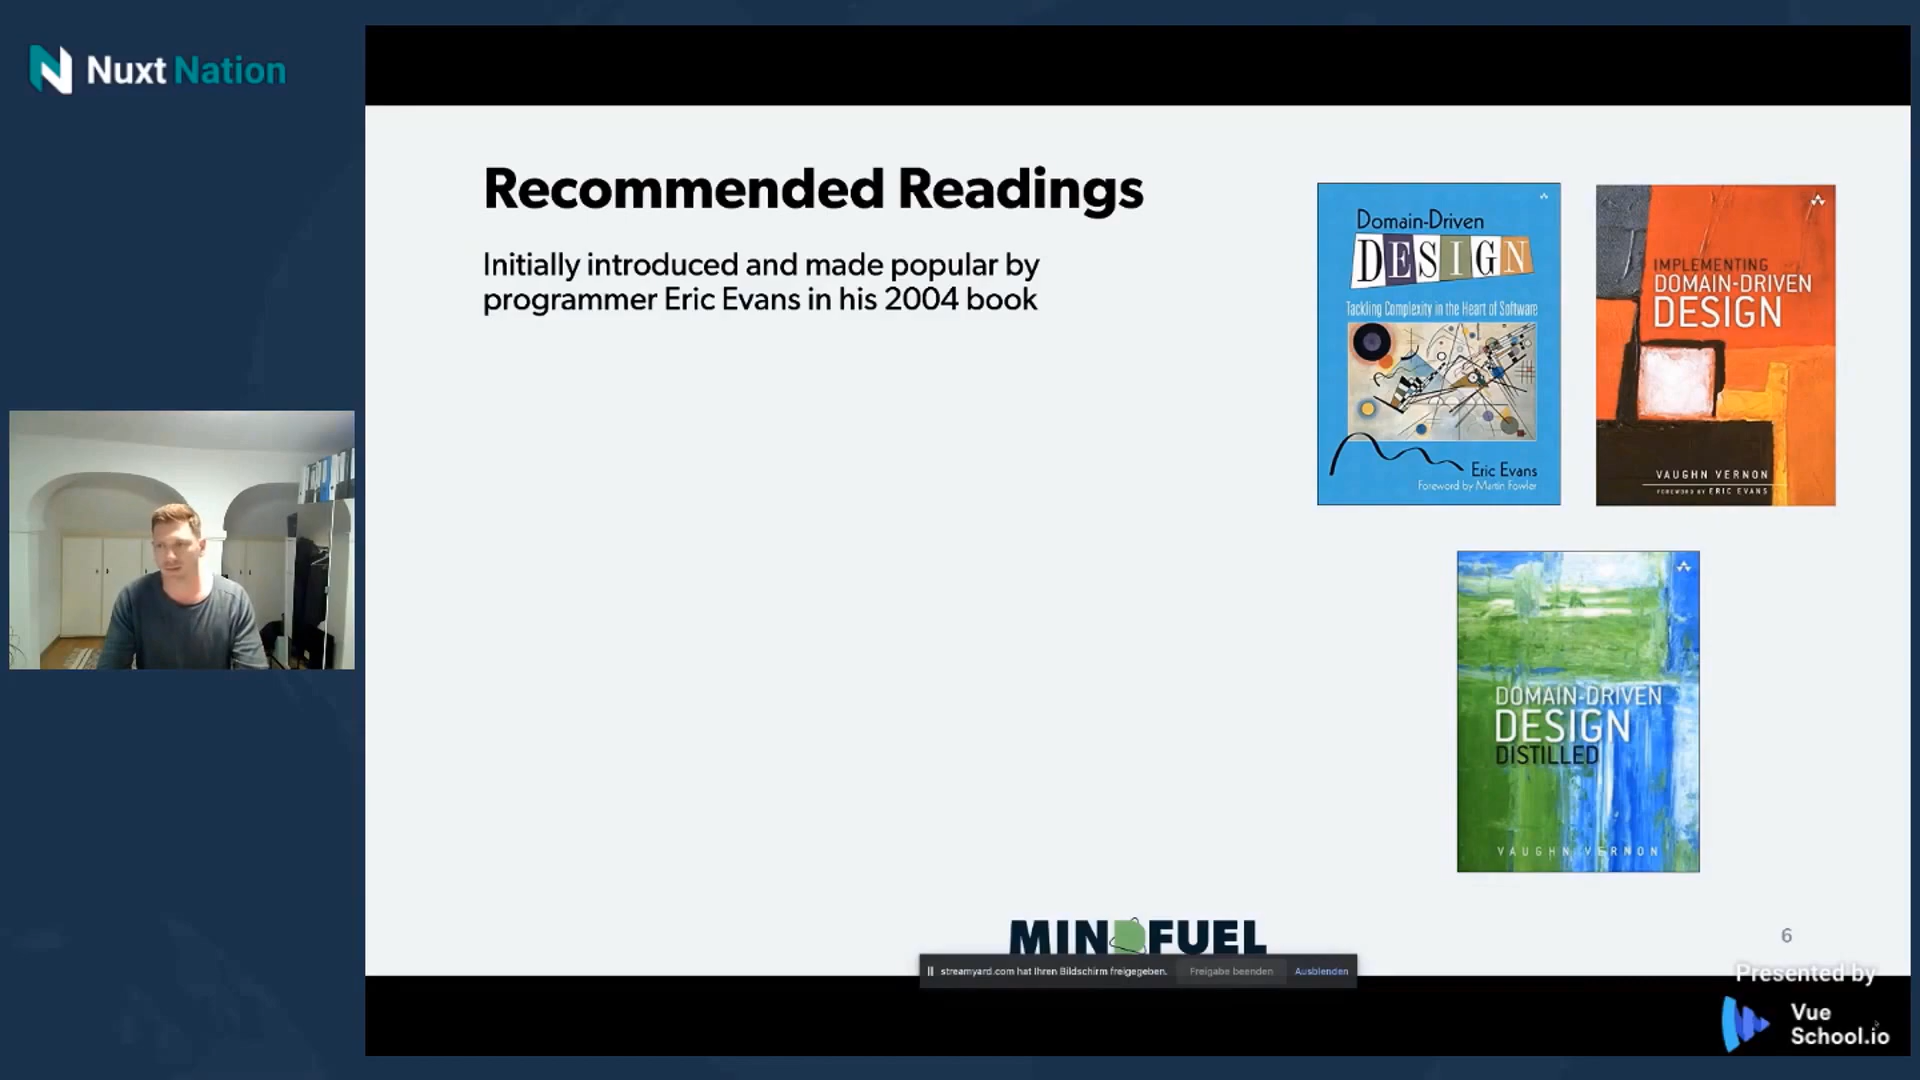 Nuxt Nation
Recommended Readings
Initially introduced and made popular by
programmer Eric Evans in his 2004 book
Domain-Driven
DESIGN
Tackling Complexity in the Heart of Software
Eric Evans
Foreword by Martin Fowler
IMPLEMENTING
DOMAIN-DRIVEN
DESIGN
VAUGHN VERNON
FOREWORD BY ERIC EVANS
DOMAIN-DRIVEN
DESIGN
DISTILLED
VAUGHN VERNON
MINDFUEL
6
streamyard.com hat Ihren Bildschirm freigegeben. Freigabe beenden Ausblenden
Presented by
Vue
School.io